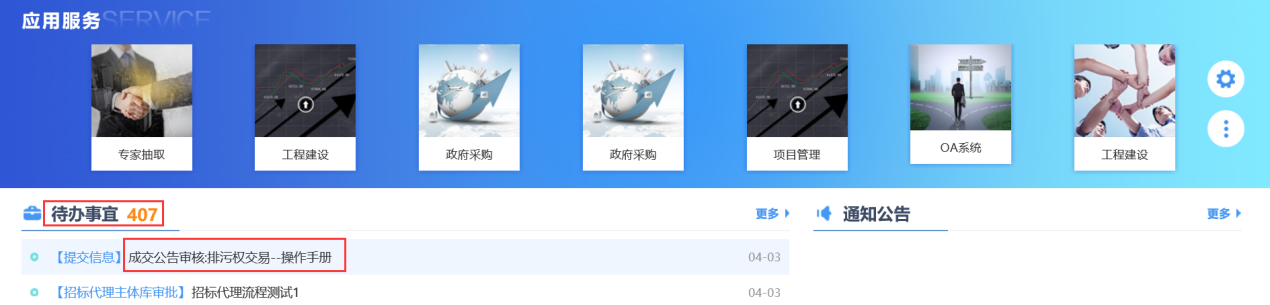 应用服务SERVICE
专家抽取 工程建设 政府采购 政府采购 项目管理 OA系统 工程建设
待办事宜 407 更多 通知公告 更多
【提交信息】成交公告审核:排污权交易--操作手册 04-03
【招标代理主体库审批】招标代理流程测试1 04-03